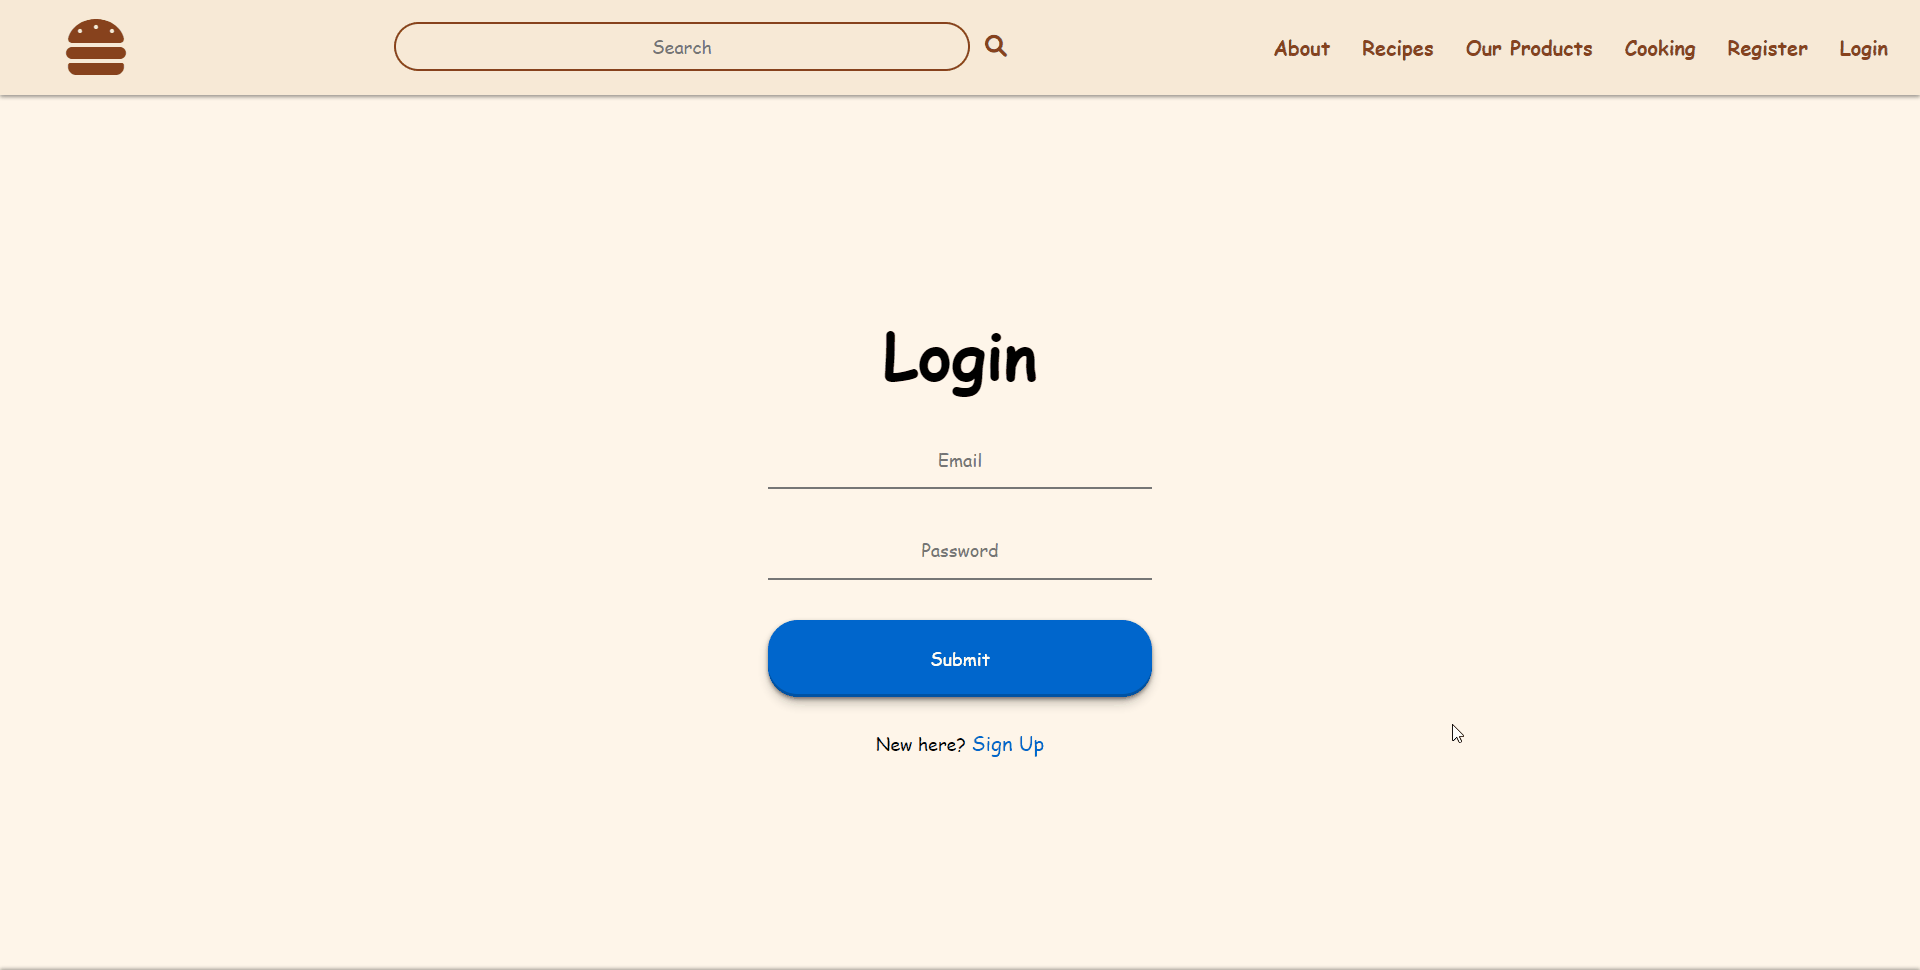 Search
About Recipes Our Products Cooking Register Login
Login
Email
Password
Submit
New here? Sign Up